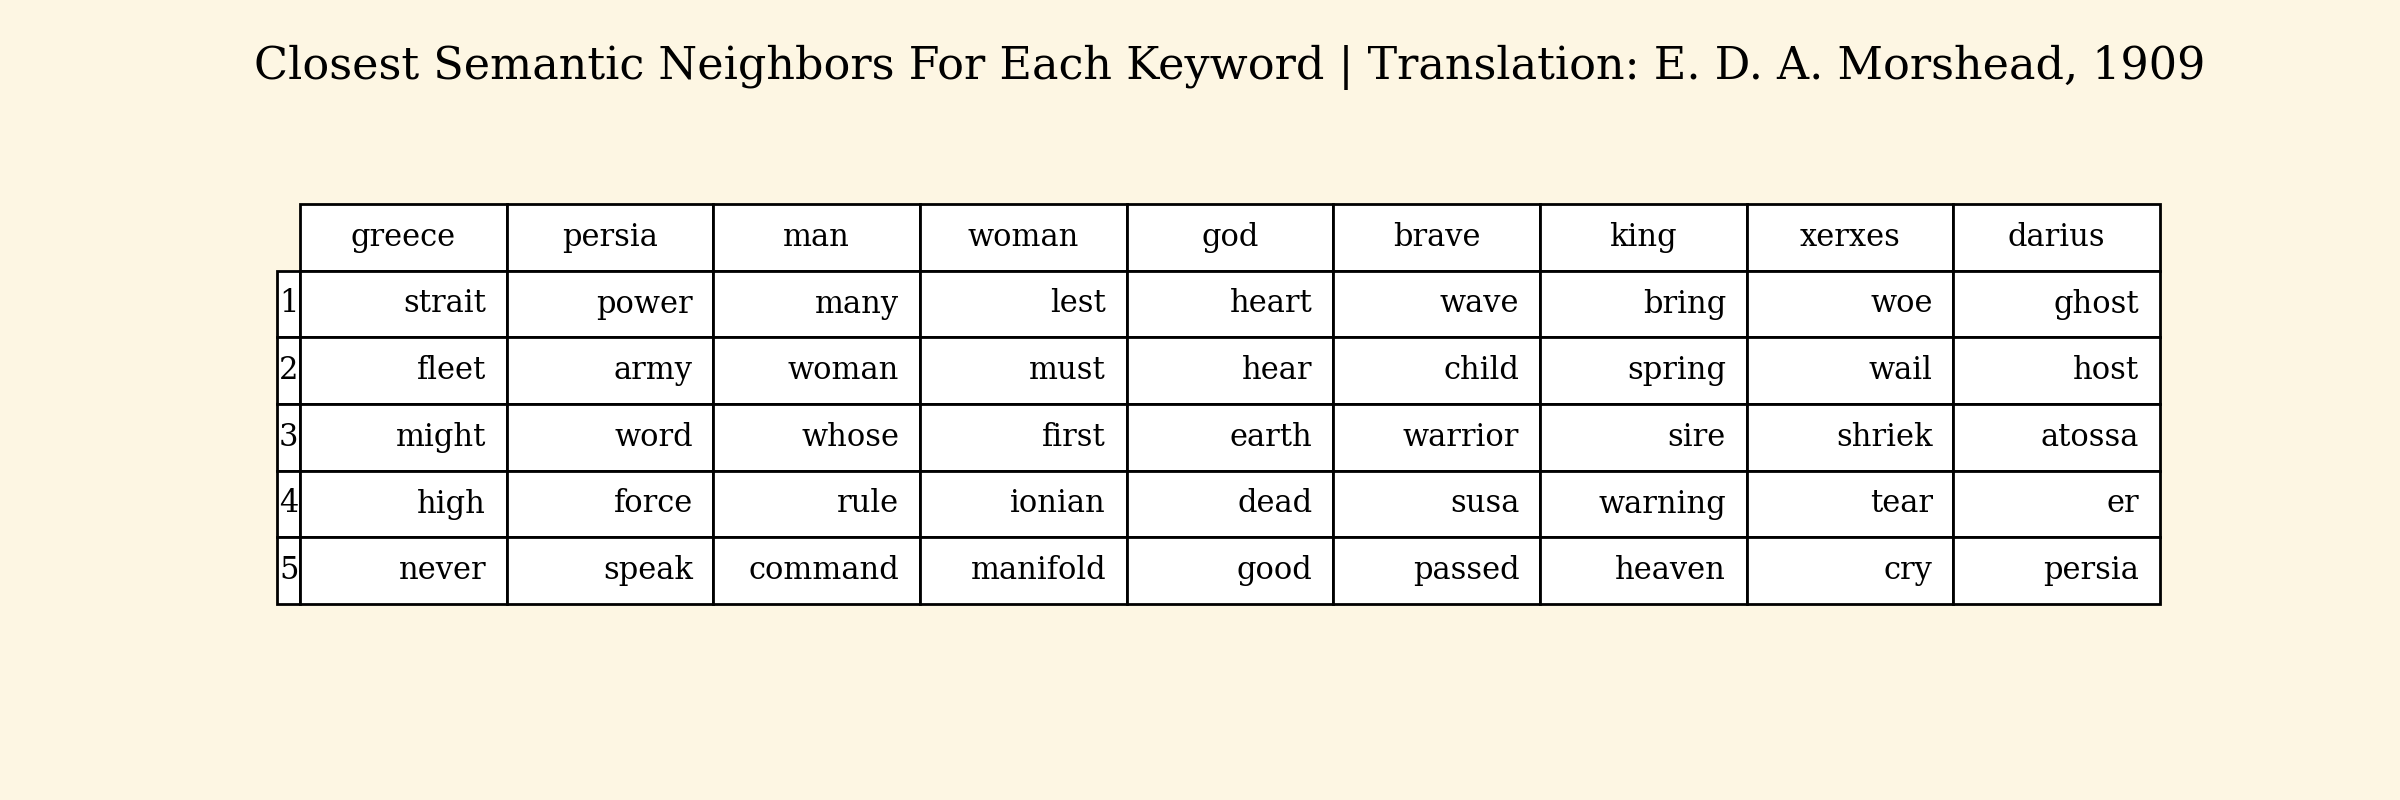 Closest Semantic Neighbors For Each Keyword | Translation: E. D. A. Morshead, 1909
greece persia man woman god brave king xerxes darius
1 strait power many lest heart wave bring woe ghost
2 fleet army woman must hear child spring wail host
3 might word whose first earth warrior sire shriek atossa
4 high force rule ionian dead susa warning tear er
5 never speak command manifold good passed heaven cry persia